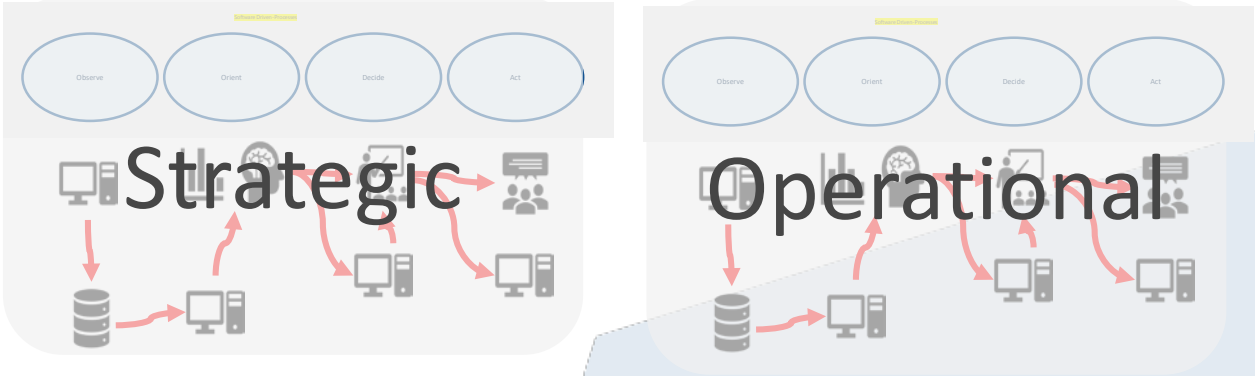 Software Driven Processes
Observe
Orient
Decide
Act
Strategic
Software Driven Processes
Observe
Orient
Decide
Act
Operational